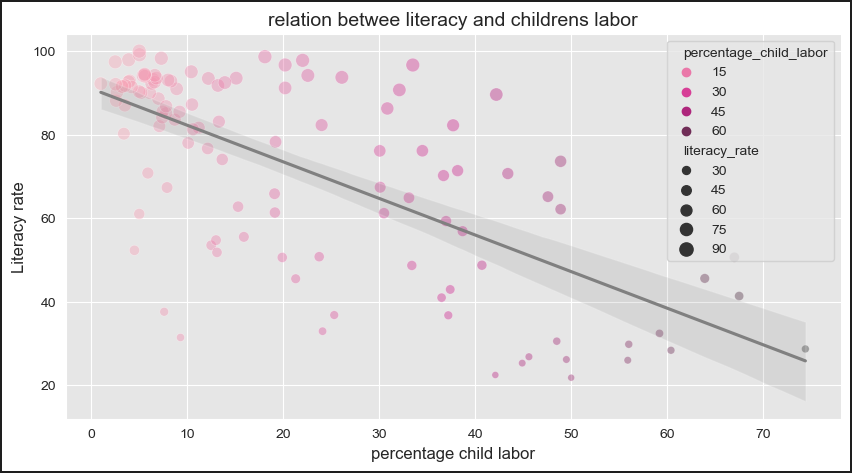 relation betwee literacy and childrens labor
Literacy rate
100
80
60
40
20
0 10 20 30 40 50 60 70
percentage child labor
percentage_child_labor
15
30
45
60
literacy_rate
30
45
60
75
90